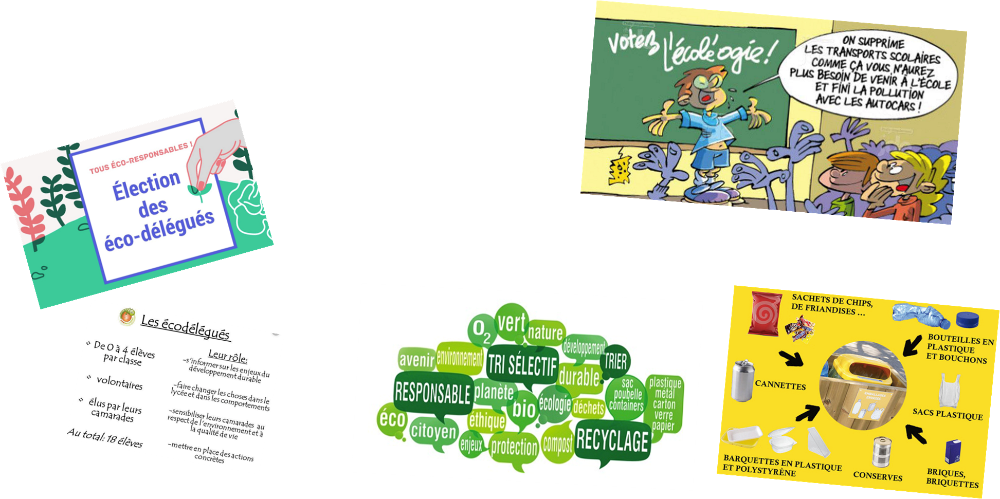 votez l'écoléogie !
ON SUPPRIME
LES TRANSPORTS SCOLAIRES
COMME ÇA VOUS N'AUREZ
PLUS BESOIN DE VENIR À L'ÉCOLE
ET FINI LA POLLUTION
AVEC LES AUTOCARS !
TOUS ÉCO-RESPONSABLES !
Élection
des
éco-délégués
Les écodélégués
De 0 à 4 élèves
par classe
volontaires
élus par leurs
camarades
Au total: 18 élèves
Leur rôle:
-s'informer sur les enjeux du
développement durable
-faire changer les choses dans le
lycée et dans les comportements
-sensibiliser leurs camarades au
respect de l'environnement et à
la qualité de vie
-mettre en place des actions
concrètes
O2
vert
nature
développement
avenir
environnement
TRI SÉLECTIF
TRIER
durable
RESPONSABLE
planète
bio
écologie
déchets
sac
poubelle
containers
plastique
métal
carton
verre
papier
éco
citoyen
éthique
enjeux
protection
compost
RECYCLAGE
SACHETS DE CHIPS,
DE FRIANDISES ...
BOUTEILLES EN
PLASTIQUE
ET BOUCHONS
CANNETTES
EMBALLAGES
SACS PLASTIQUE
BARQUETTES EN PLASTIQUE
ET POLYSTYRÈNE
CONSERVES
BRIQUES,
BRIQUETTES